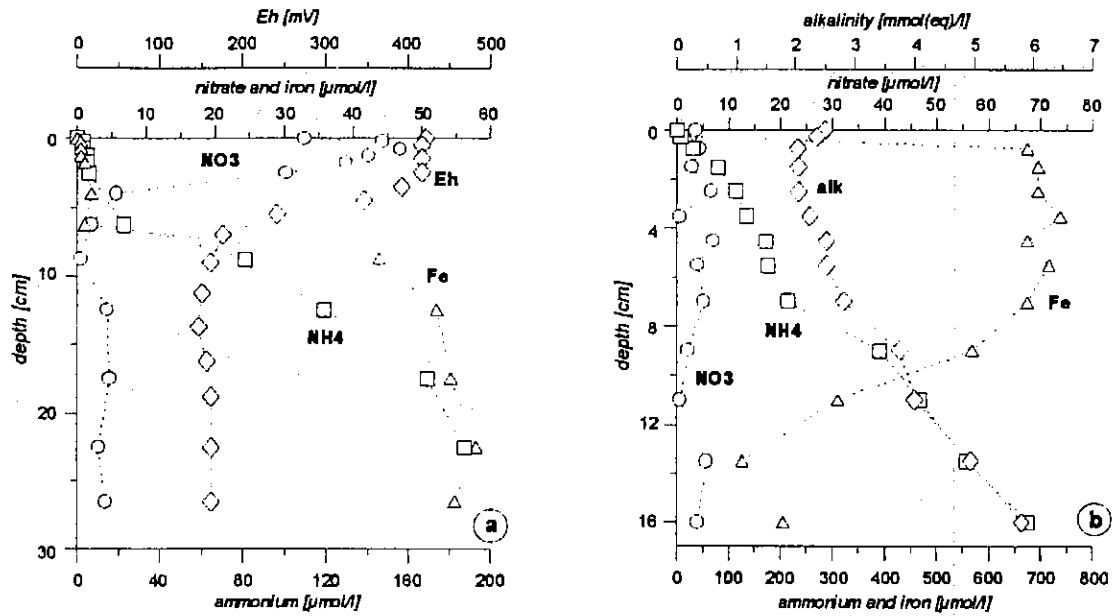 Eh [mV]
0 100 200 300 400 500
nitrate and iron [μmol/l]
0 10 20 30 40 50 60
0
10
20
30
depth [cm]
NO3
Eh
Fe
NH4
a
0 40 80 120 160 200
ammonium [μmol/l]
alkalinity [mmol(eq)/l]
0 1 2 3 4 5 6 7
nitrate [μmol/l]
0 10 20 30 40 50 60 70 80
0
4
8
12
16
depth [cm]
alk
Fe
NH4
NO3
b
0 100 200 300 400 500 600 700 800
ammonium and iron [μmol/l]